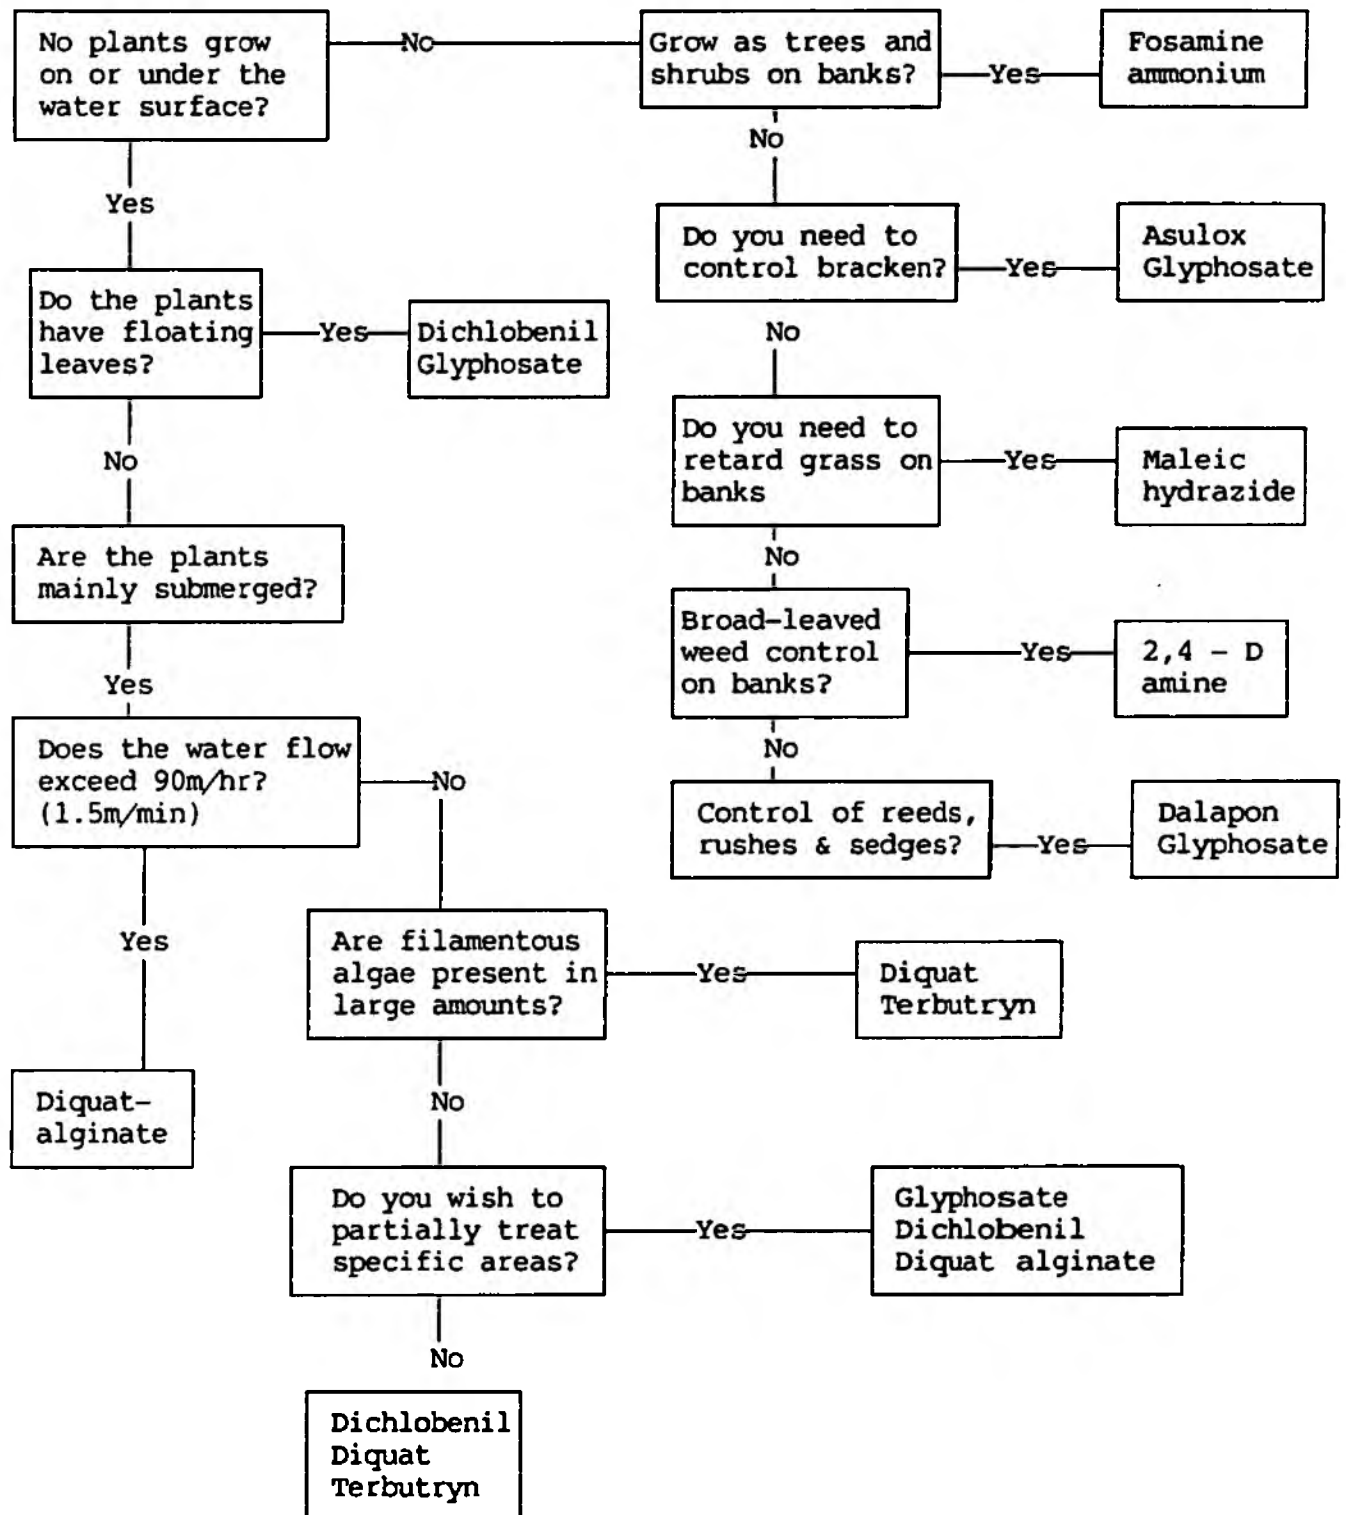 No plants grow
on or under the
water surface?
No
Grow as trees and
shrubs on banks?
Yes
Fosamine
ammonium
No
Yes
Do you need to
control bracken?
Yes
Asulox
Glyphosate
Do the plants
have floating
leaves?
Yes
Dichlobenil
Glyphosate
No
Do you need to
retard grass on
banks
Yes
Maleic
hydrazide
No
Are the plants
mainly submerged?
No
Broad-leaved
weed control
on banks?
Yes
2,4 - D
amine
Yes
Does the water flow
exceed 90m/hr?
(1.5m/min)
No
No
Control of reeds,
rushes & sedges?
Yes
Dalapon
Glyphosate
Yes
Are filamentous
algae present in
large amounts?
Yes
Diquat
Terbutryn
Diquat-
alginate
No
Do you wish to
partially treat
specific areas?
Yes
Glyphosate
Dichlobenil
Diquat alginate
No
Dichlobenil
Diquat
Terbutryn